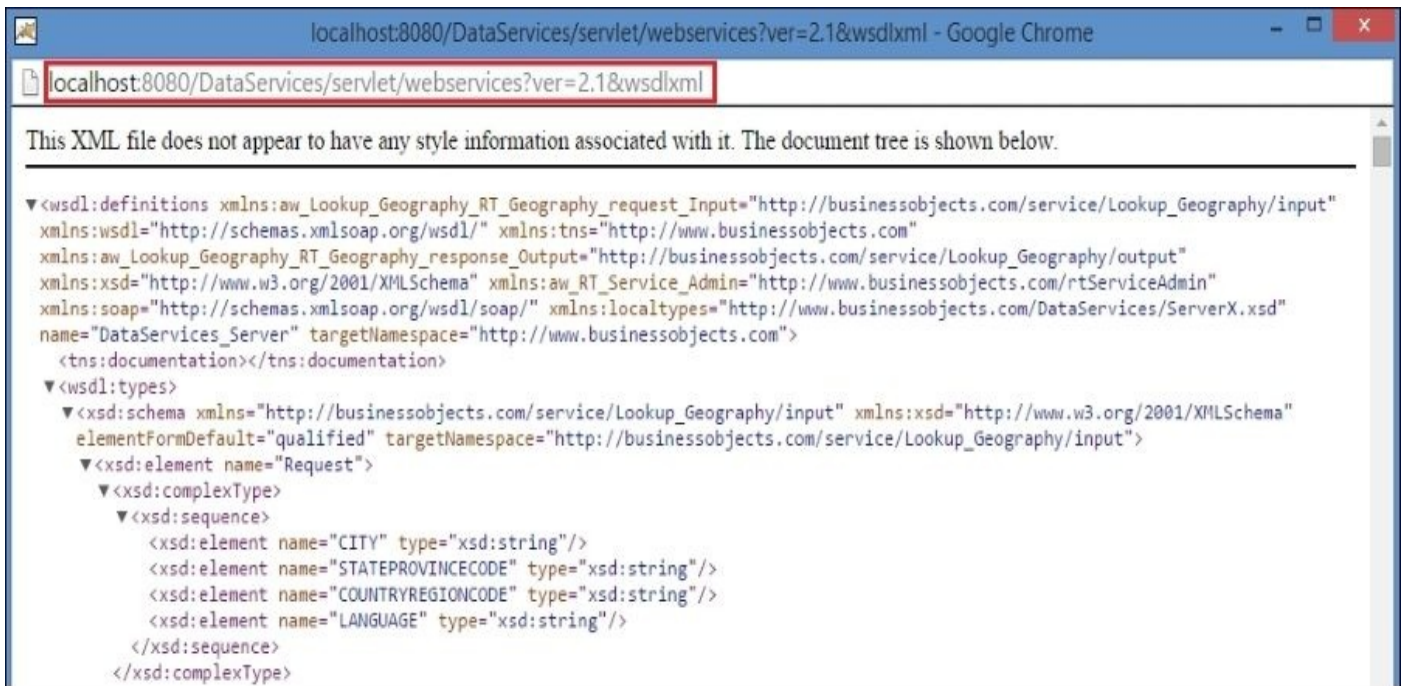 localhost:8080/DataServices/servlet/webservices?ver=2.1&wsdlxml - Google Chrome
localhost:8080/DataServices/servlet/webservices?ver=2.1&wsdlxml
This XML file does not appear to have any style information associated with it. The document tree is shown below.
▼<wsdl:definitions xmlns:aw_Lookup_Geography_RT_Geography_request_Input="http://businessobjects.com/service/Lookup_Geography/input"
xmlns:wsdl="http://schemas.xmlsoap.org/wsdl/" xmlns:tns="http://www.businessobjects.com"
xmlns:aw_Lookup_Geography_RT_Geography_response_Output="http://businessobjects.com/service/Lookup_Geography/output"
xmlns:xsd="http://www.w3.org/2001/XMLSchema" xmlns:aw_RT_Service_Admin="http://www.businessobjects.com/rtServiceAdmin"
xmlns:soap="http://schemas.xmlsoap.org/wsdl/soap/" xmlns:localtypes="http://www.businessobjects.com/DataServices/ServerX.xsd"
name="DataServices_Server" targetNamespace="http://www.businessobjects.com">
<tns:documentation></tns:documentation>
▼<wsdl:types>
▼<xsd:schema xmlns="http://businessobjects.com/service/Lookup_Geography/input" xmlns:xsd="http://www.w3.org/2001/XMLSchema"
elementFormDefault="qualified" targetNamespace="http://businessobjects.com/service/Lookup_Geography/input">
▼<xsd:element name="Request">
▼<xsd:complexType>
▼<xsd:sequence>
<xsd:element name="CITY" type="xsd:string"/>
<xsd:element name="STATEPROVINCECODE" type="xsd:string"/>
<xsd:element name="COUNTRYREGIONCODE" type="xsd:string"/>
<xsd:element name="LANGUAGE" type="xsd:string"/>
</xsd:sequence>
</xsd:complexType>